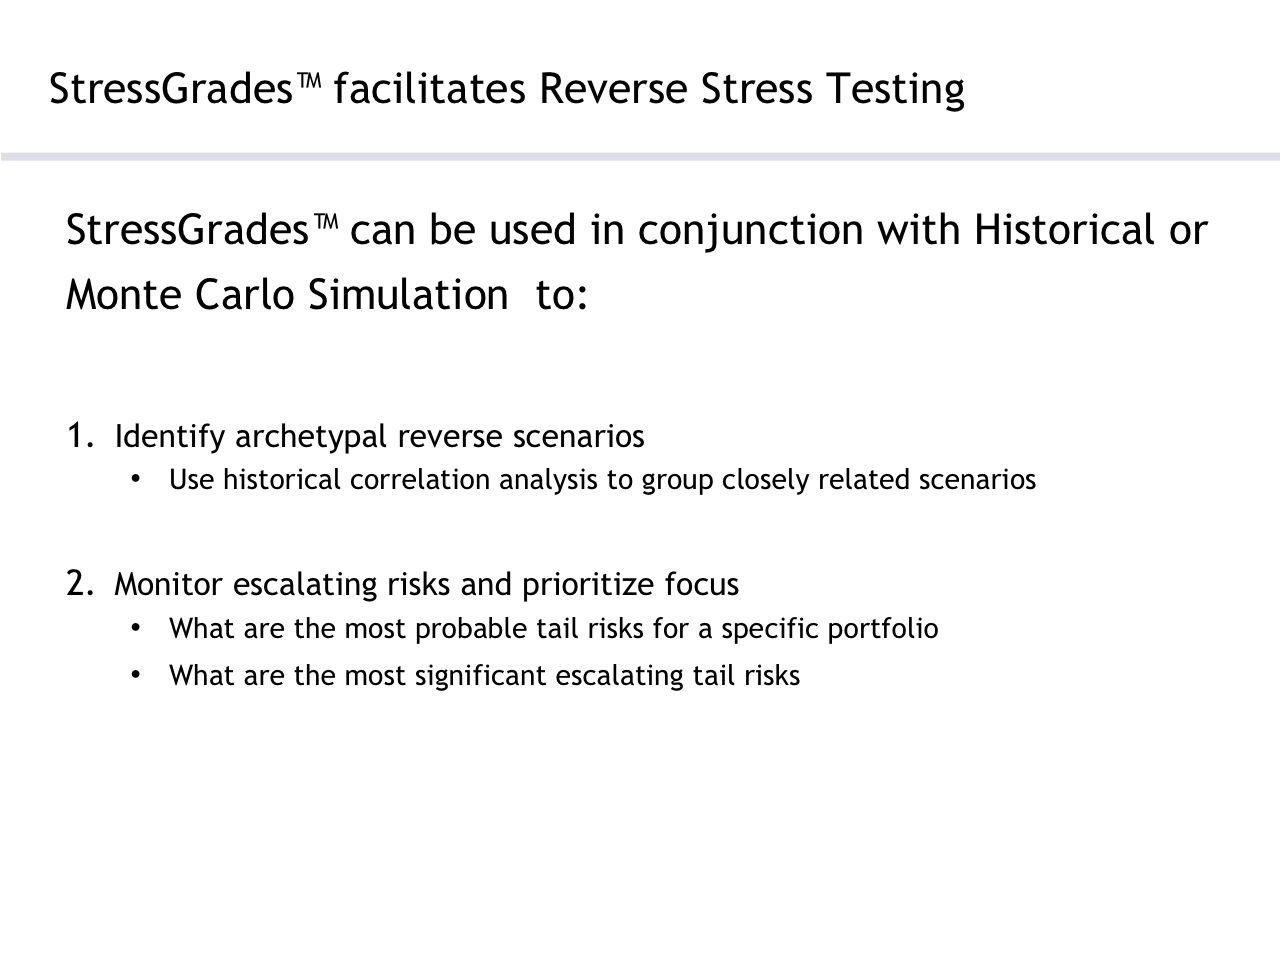 StressGrades™ facilitates Reverse Stress Testing
StressGrades™ can be used in conjunction with Historical or
Monte Carlo Simulation  to:
1. Identify archetypal reverse scenarios
• Use historical correlation analysis to group closely related scenarios
2. Monitor escalating risks and prioritize focus
• What are the most probable tail risks for a specific portfolio
• What are the most significant escalating tail risks